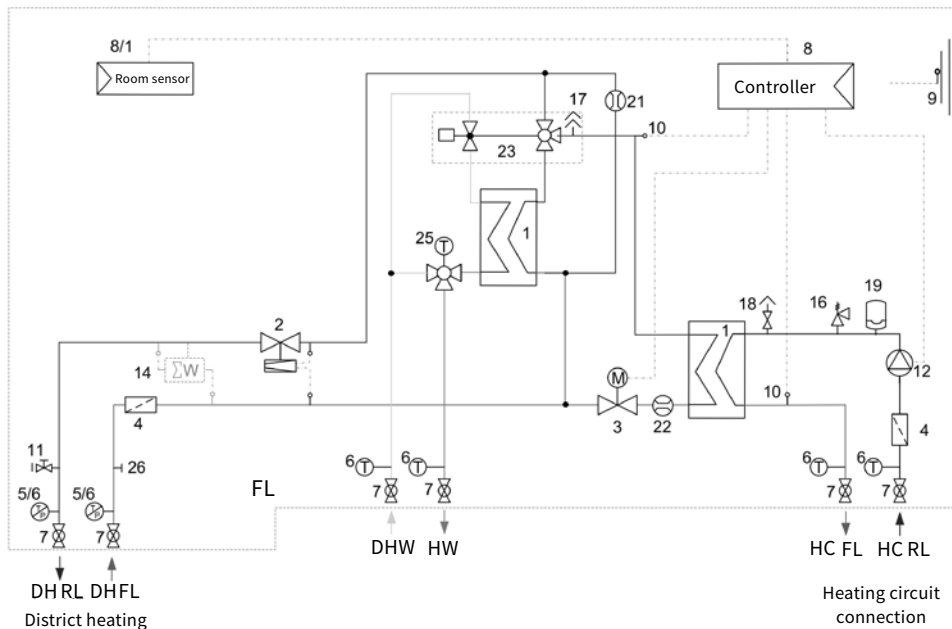 8/1
8
Room sensor
Controller
9
17
21
10
23
1
25
T
18
16
19
2
1
14
ΣW
M
12
10
4
3
22
4
11
26
6 T
6 T
6 T
6 T
5/6 T P
5/6 T P
FL
7
7
7
7
7
7
DHW
HW
HC FL
HC RL
DH RL
DH FL
District heating
Heating circuit
connection